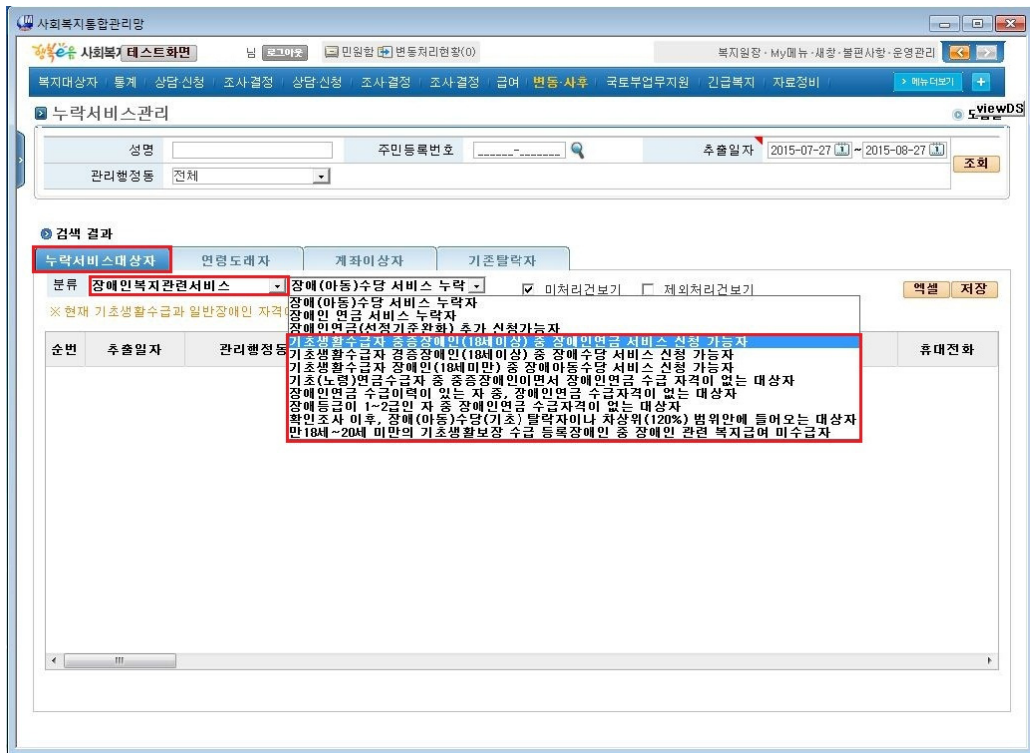 사회복지통합관리망
행복e음 사회복지 테스트화면 님 로그아웃 민원함 변동처리현황(0) 복지원장·My메뉴·새창·불편사항·운영관리
복지대상자 통계 상담·신청 조사·결정 상담·신청 조사·결정 조사·결정 급여 변동·사후 국토부업무지원 긴급복지 자료정비 > 메뉴더보기 +
누락서비스관리 도움말 viewDS
성명 주민등록번호 ______-_______ 추출일자 2015-07-27 ~ 2015-08-27 조회
관리행정동 전체
검색 결과
누락서비스대상자 연령도래자 계좌이상자 기존탈락자
분류 장애인복지관련서비스 장애(아동)수당 서비스 누락 미처리건보기 제외처리건보기 엑셀 저장
※ 현재 기초생활수급과 일반장애인 자격
장애(아동)수당 서비스 누락자
장애인 연금 서비스 누락자
장애인연금(선정기준완화) 추가 신청가능자
기초생활수급자 중증장애인(18세이상) 중 장애인연금 서비스 신청 가능자
기초생활수급자 경증장애인(18세이상) 중 장애수당 서비스 신청 가능자
기초생활수급자 장애인(18세미만) 중 장애아동수당 서비스 신청 가능자
기초(노령)연금수급자 중 중증장애인이면서 장애인연금 수급 자격이 없는 대상자
장애인연금 수급이력이 있는 자 중, 장애인연금 수급자격이 없는 대상자
장애등급이 1~2급인 자 중 장애인연금 수급자격이 없는 대상자
확인조사 이후, 장애(아동)수당(기초) 탈락자이나 차상위(120%) 범위안에 들어오는 대상자
만18세~20세 미만의 기초생활보장 수급 등록장애인 중 장애인 관련 복지급여 미수급자
순번 추출일자 관리행정동 휴대전화